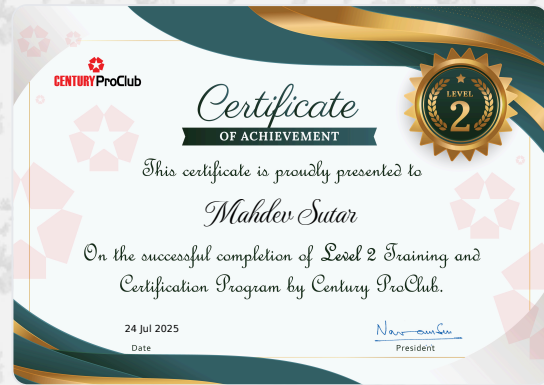 CENTURY ProClub
LEVEL
2
Certificate
OF ACHIEVEMENT
This certificate is proudly presented to
Mahdev Sutar
On the successful completion of Level 2 Training and
Certification Program by Century ProClub.
24 Jul 2025
Date
President